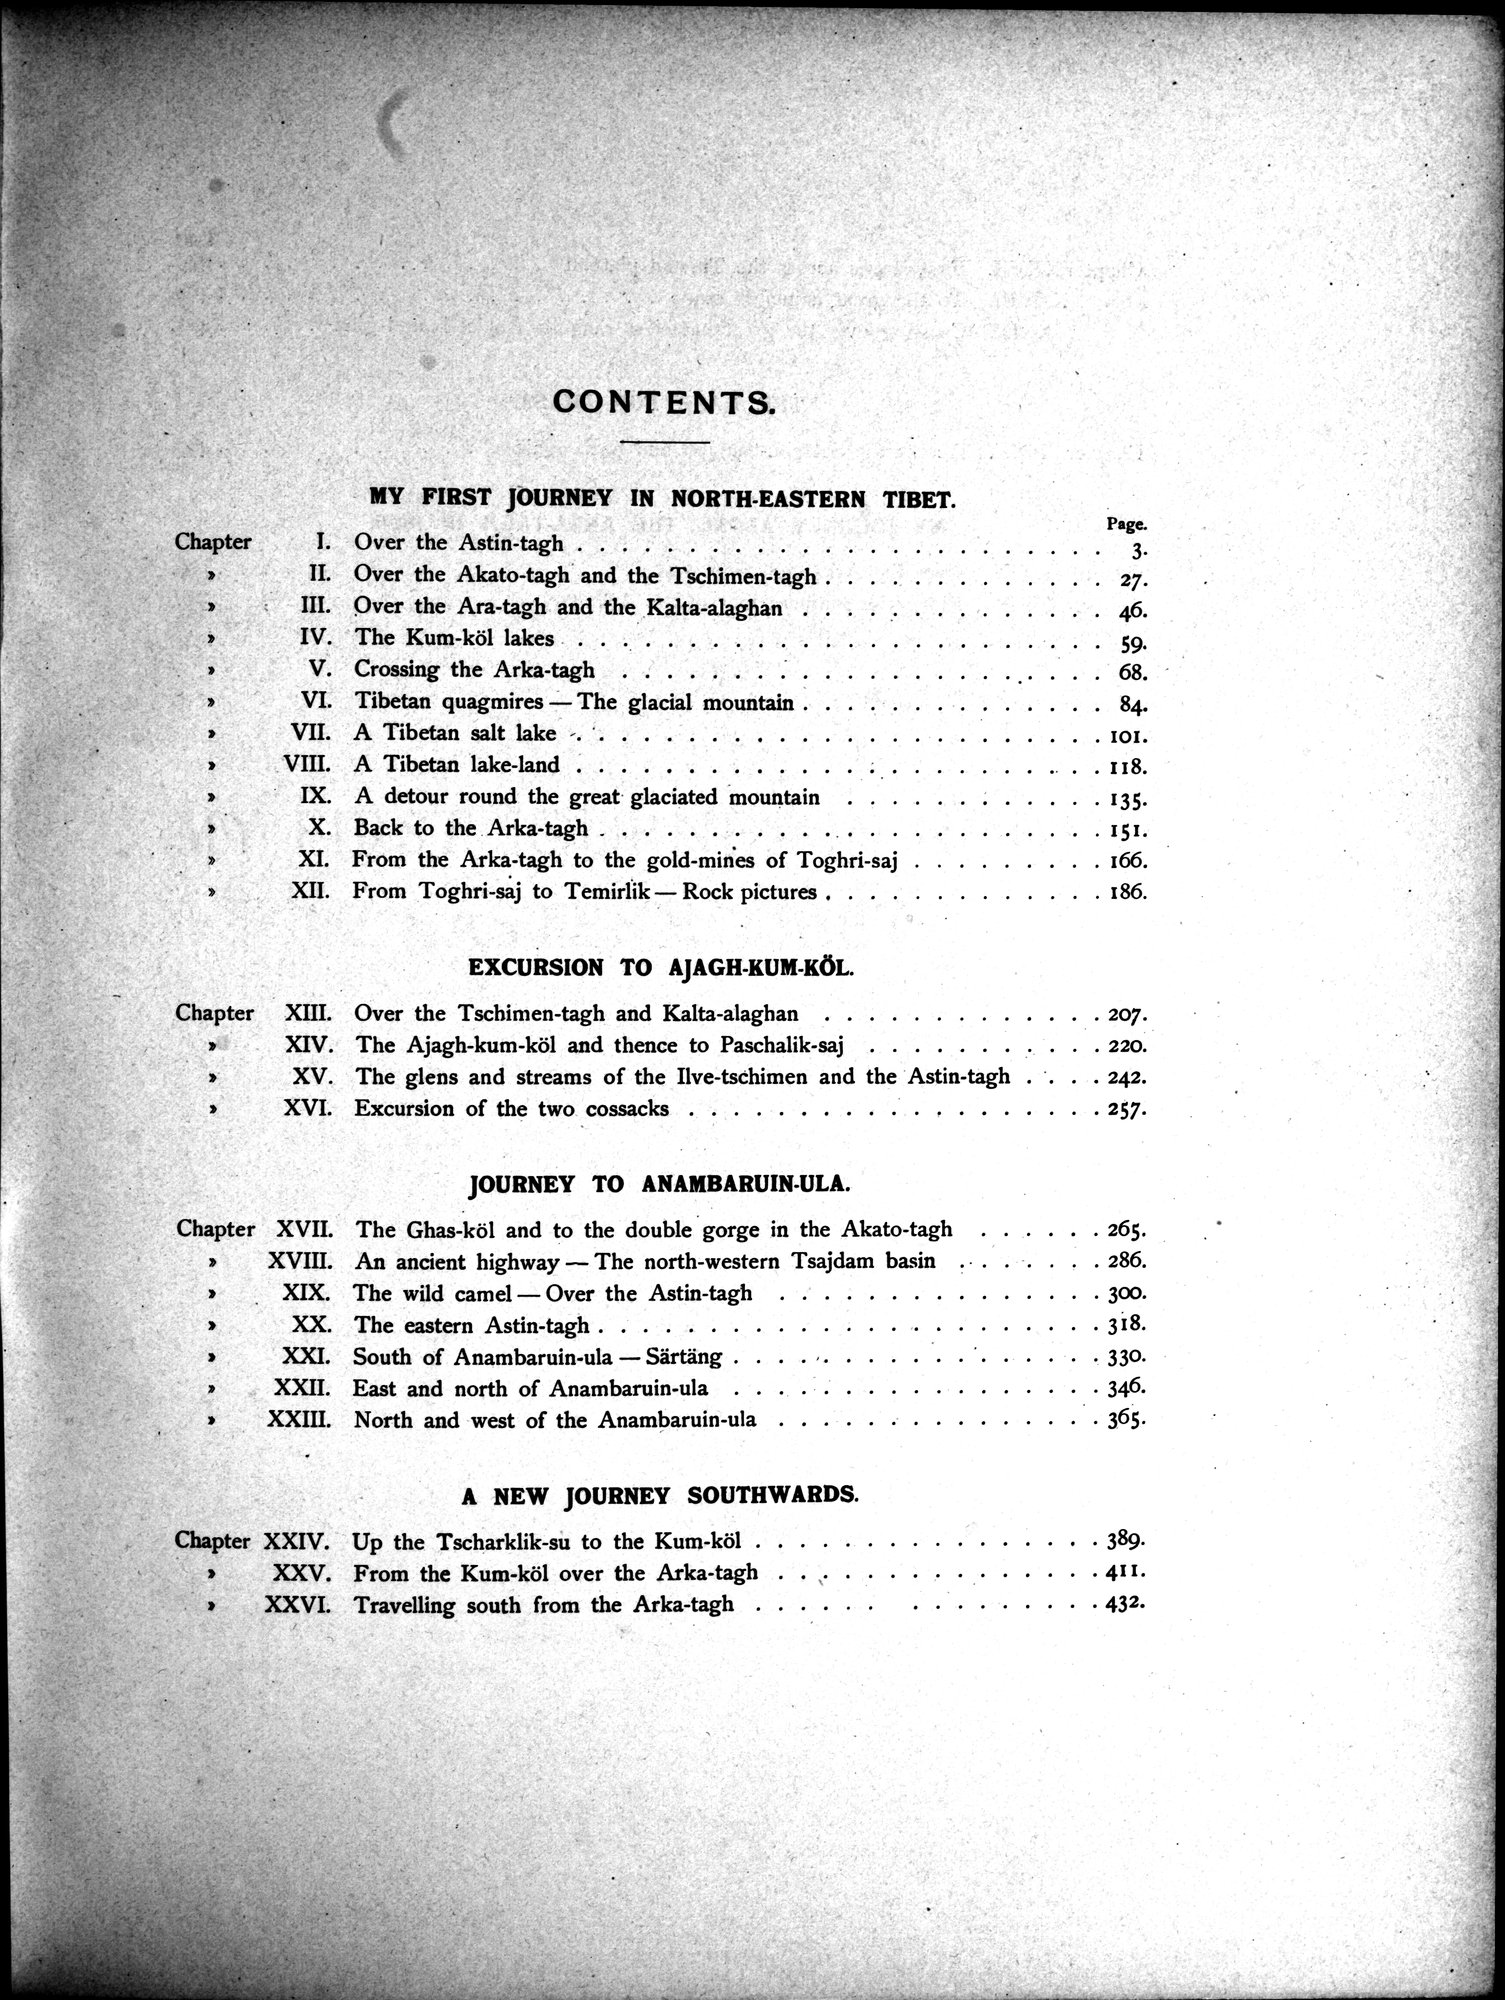 CONTENTS.
MY FIRST JOURNEY IN NORTH-EASTERN TIBET.
Page.
Chapter I. Over the Astin-tagh . . . . . . . . . . . . . . . . . . . . . . . . 3.
» II. Over the Akato-tagh and the Tschimen-tagh . . . . . . . . . . . . . 27.
» III. Over the Ara-tagh and the Kalta-alaghan . . . . . . . . . . . . . . 46.
» IV. The Kum-köl lakes . . . . . . . . . . . . . . . . . . . . . . . . 59.
» V. Crossing the Arka-tagh . . . . . . . . . . . . . . . . . . . . . . 68.
» VI. Tibetan quagmires — The glacial mountain . . . . . . . . . . . . . . 84.
» VII. A Tibetan salt lake . . . . . . . . . . . . . . . . . . . . . . . . 101.
» VIII. A Tibetan lake-land . . . . . . . . . . . . . . . . . . . . . . . . 118.
» IX. A detour round the great glaciated mountain . . . . . . . . . . . . 135.
» X. Back to the Arka-tagh . . . . . . . . . . . . . . . . . . . . . . . 151.
» XI. From the Arka-tagh to the gold-mines of Toghri-saj . . . . . . . . . 166.
» XII. From Toghri-saj to Temirlik — Rock pictures . . . . . . . . . . . . . 186.
EXCURSION TO AJAGH-KUM-KÖL.
Chapter XIII. Over the Tschimen-tagh and Kalta-alaghan . . . . . . . . . . . . . 207.
» XIV. The Ajagh-kum-köl and thence to Paschalik-saj . . . . . . . . . . . 220.
» XV. The glens and streams of the Ilve-tschimen and the Astin-tagh . . . . 242.
» XVI. Excursion of the two cossacks . . . . . . . . . . . . . . . . . . . 257.
JOURNEY TO ANAMBARUIN-ULA.
Chapter XVII. The Ghas-köl and to the double gorge in the Akato-tagh . . . . . . 265.
» XVIII. An ancient highway — The north-western Tsajdam basin . . . . . . . 286.
» XIX. The wild camel — Over the Astin-tagh . . . . . . . . . . . . . . . 300.
» XX. The eastern Astin-tagh . . . . . . . . . . . . . . . . . . . . . . . 318.
» XXI. South of Anambaruin-ula — Särtäng . . . . . . . . . . . . . . . . . 330.
» XXII. East and north of Anambaruin-ula . . . . . . . . . . . . . . . . . 346.
» XXIII. North and west of the Anambaruin-ula . . . . . . . . . . . . . . . 365.
A NEW JOURNEY SOUTHWARDS.
Chapter XXIV. Up the Tscharklik-su to the Kum-köl . . . . . . . . . . . . . . . . 389.
» XXV. From the Kum-köl over the Arka-tagh . . . . . . . . . . . . . . . 411.
» XXVI. Travelling south from the Arka-tagh . . . . . . . . . . . . . . . 432.